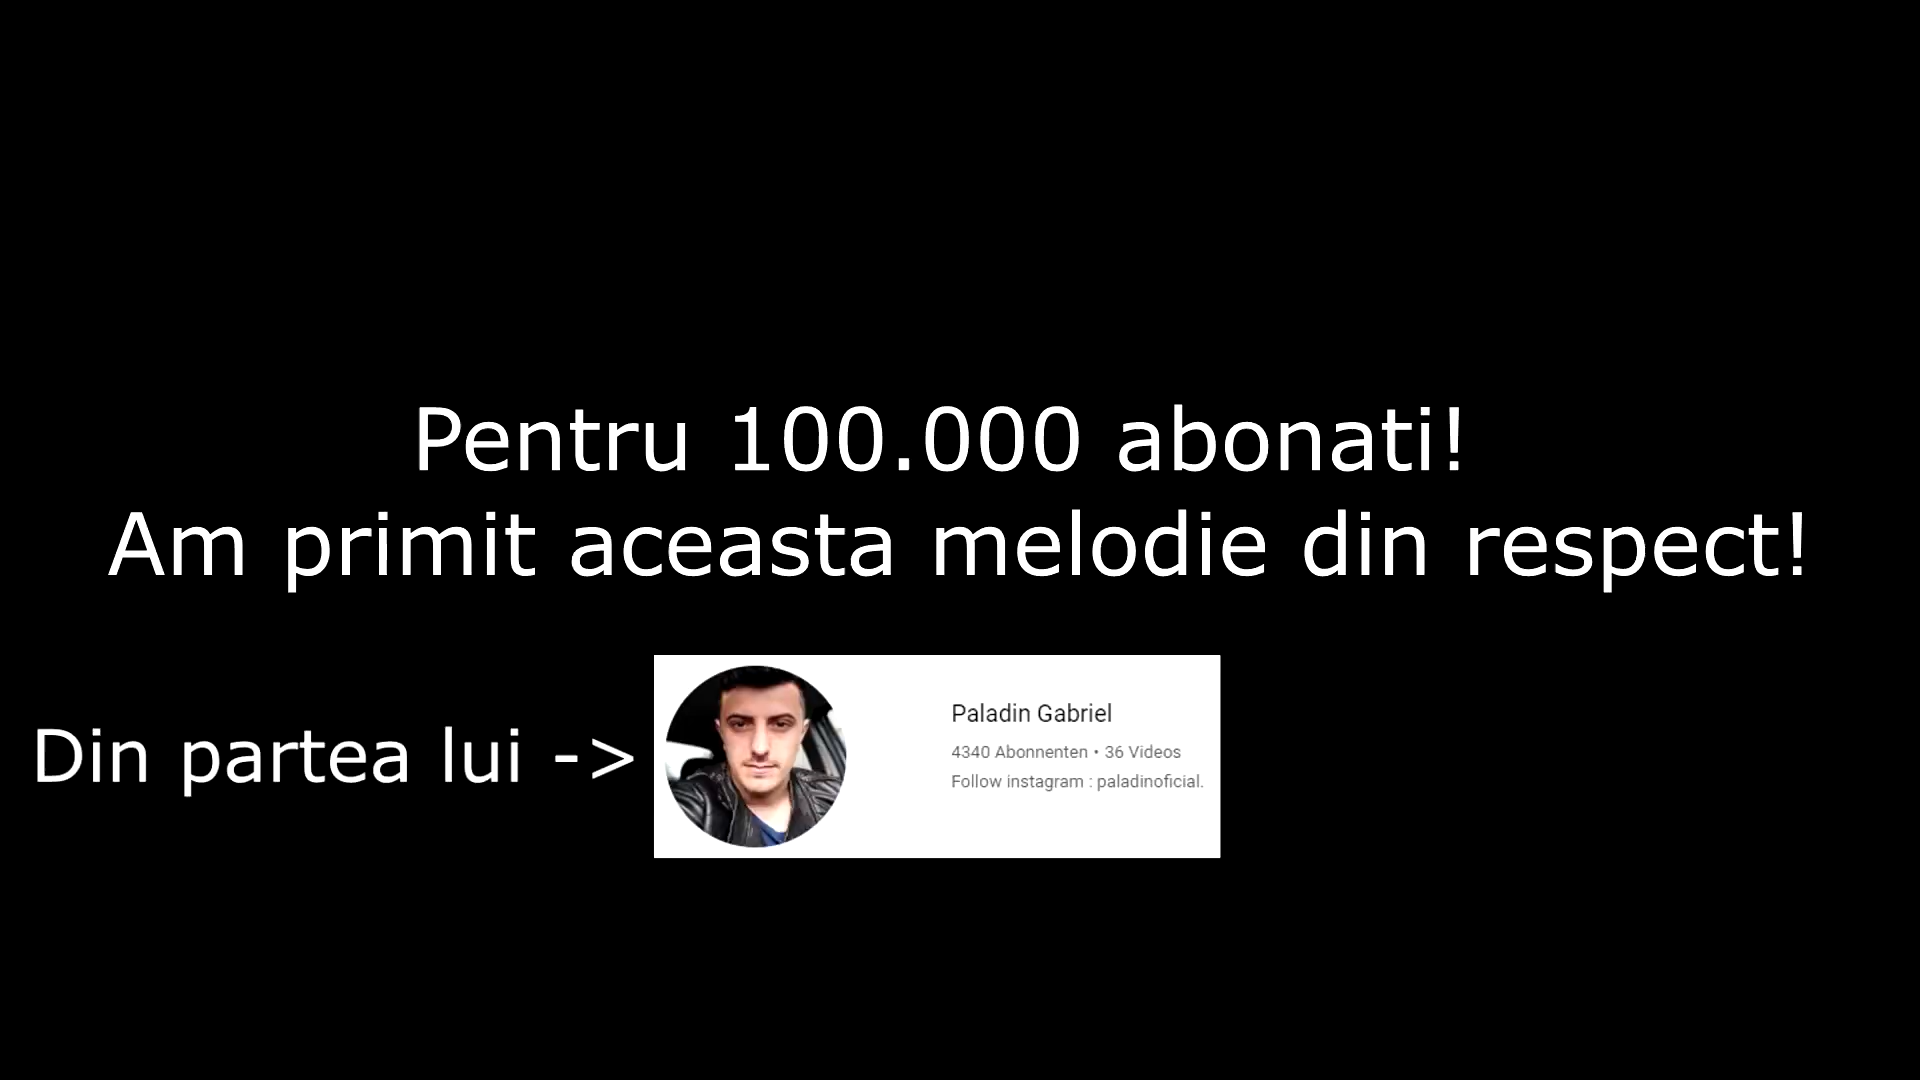 Pentru 100.000 abonati!
Am primit aceasta melodie din respect!
Din partea lui ->
Paladin Gabriel
4340 Abonnenten • 36 Videos
Follow instagram : paladinoficial.